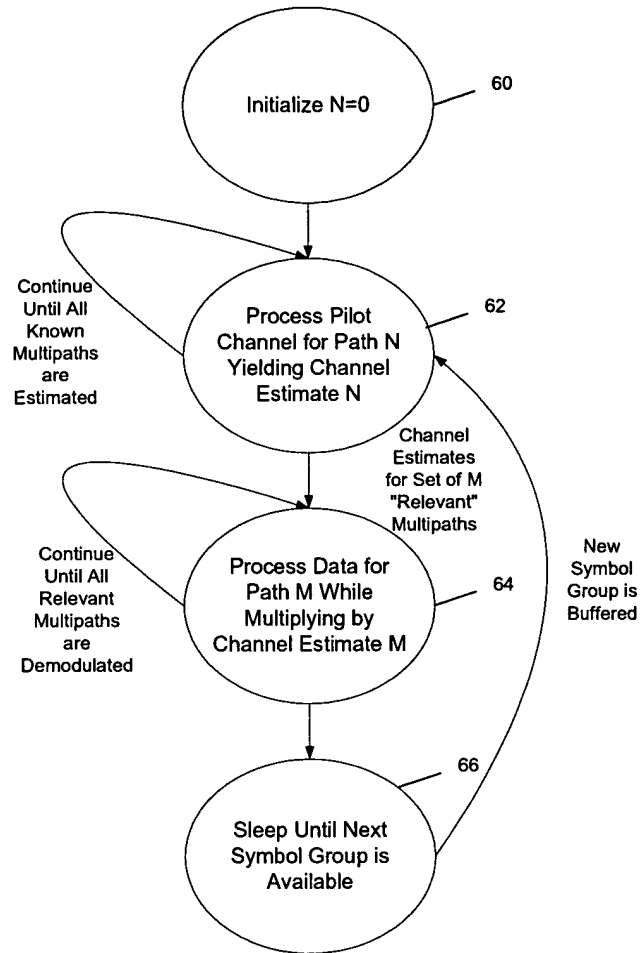 Initialize N=0
60
Continue
Until All
Known
Multipaths
are
Estimated
Process Pilot
Channel for Path N
Yielding Channel
Estimate N
62
Channel
Estimates
for Set of M
"Relevant"
Multipaths
Continue
Until All
Relevant
Multipaths
are
Demodulated
Process Data for
Path M While
Multiplying by
Channel Estimate M
64
New
Symbol
Group is
Buffered
66
Sleep Until Next
Symbol Group is
Available